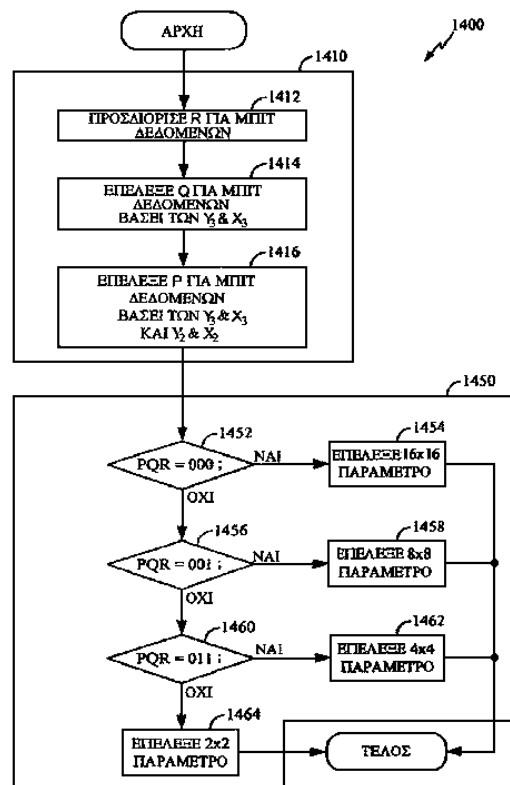 ΑΡΧΗ
1400
1410
1412
ΠΡΟΣΔΙΟΡΙΣΕ R ΓΙΑ ΜΠΙΤ
ΔΕΔΟΜΕΝΩΝ
1414
ΕΠΕΛΕΞΕ Q ΓΙΑ ΜΠΙΤ
ΔΕΔΟΜΕΝΩΝ
ΒΑΣΕΙ ΤΩΝ Y₃ & X₃
1416
ΕΠΕΛΕΞΕ P ΓΙΑ ΜΠΙΤ
ΔΕΔΟΜΕΝΩΝ
ΒΑΣΕΙ ΤΩΝ Y₃ & X₃
ΚΑΙ Y₂ & X₂
1450
1452
PQR = 000 ;
ΝΑΙ
ΟΧΙ
1454
ΕΠΕΛΕΞΕ 16x16
ΠΑΡΑΜΕΤΡΟ
1456
PQR = 001 ;
ΝΑΙ
ΟΧΙ
1458
ΕΠΕΛΕΞΕ 8x8
ΠΑΡΑΜΕΤΡΟ
1460
PQR = 011 ;
ΝΑΙ
ΟΧΙ
1462
ΕΠΕΛΕΞΕ 4x4
ΠΑΡΑΜΕΤΡΟ
1464
ΕΠΕΛΕΞΕ 2x2
ΠΑΡΑΜΕΤΡΟ
ΤΕΛΟΣ